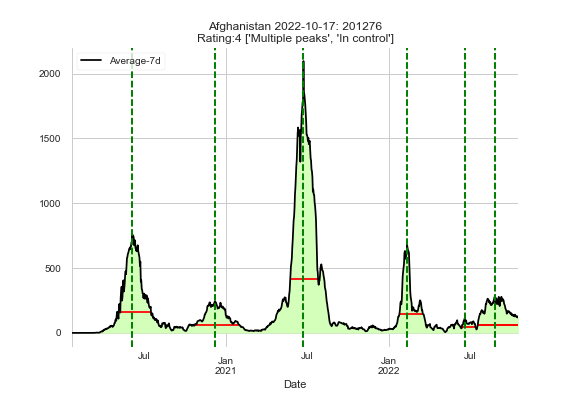 Afghanistan 2022-10-17: 201276
Rating:4 ['Multiple peaks', 'In control']
Average-7d
2000
1500
1000
500
0
Jul
Jan
2021
Jul
Jan
2022
Jul
Date